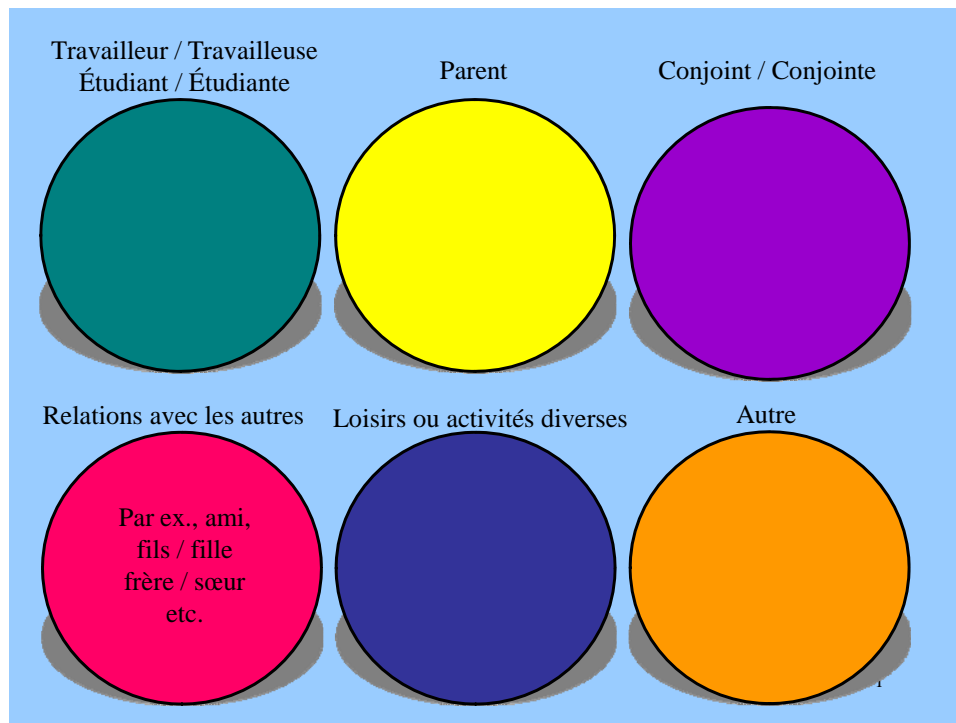 Travailleur / Travailleuse
Étudiant / Étudiante
Parent
Conjoint / Conjointe
Relations avec les autres
Loisirs ou activités diverses
Autre
Par ex., ami,
fils / fille
frère / sœur
etc.